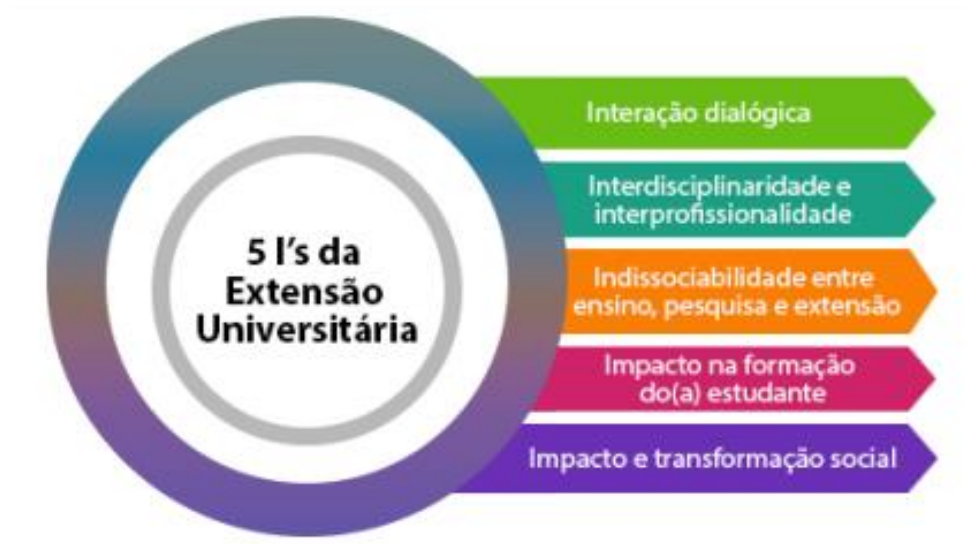 5 I's da
Extensão
Universitária
Interação dialógica
Interdisciplinaridade e
interprofissionalidade
Indissociabilidade entre
ensino, pesquisa e extensão
Impacto na formação
do(a) estudante
Impacto e transformação social